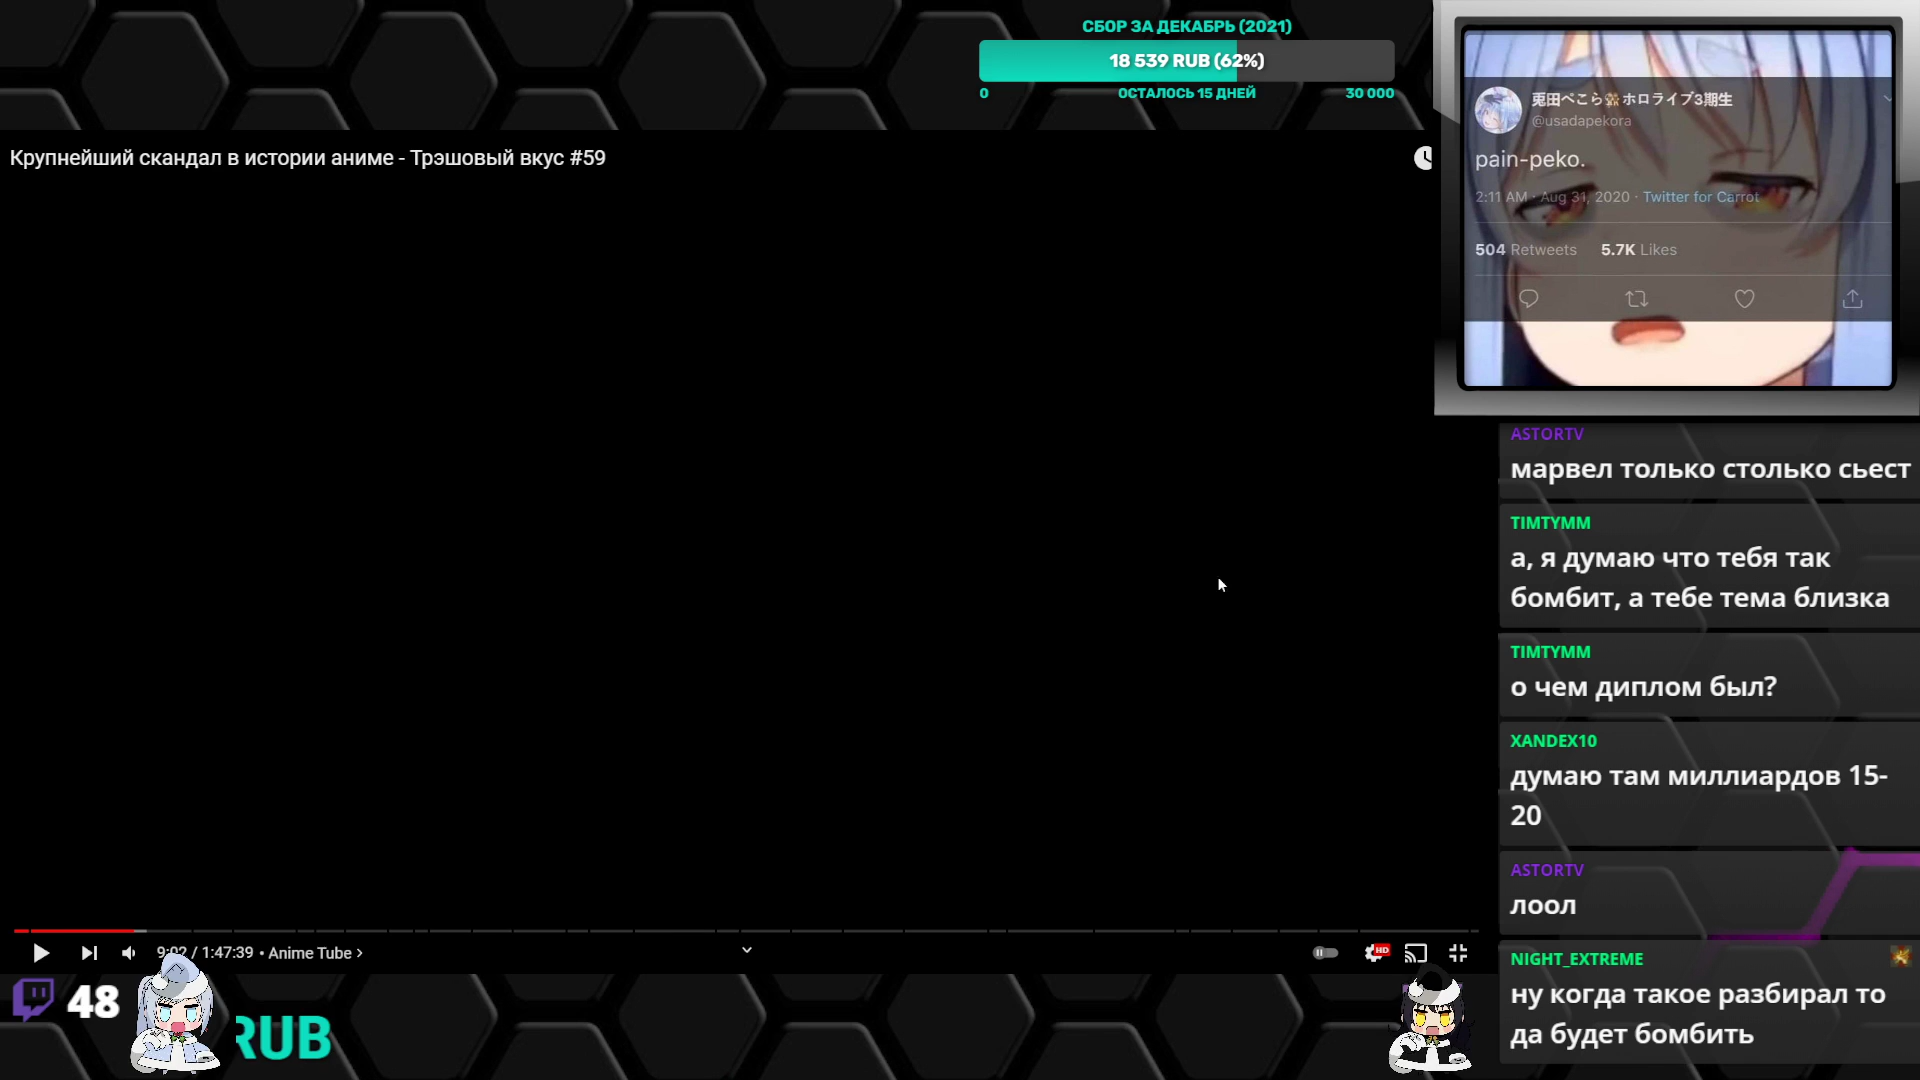 СБОР ЗА ДЕКАБРЬ (2021)
18 539 RUB (62%)
0 ОСТАЛОСЬ 15 ДНЕЙ 30 000
Крупнейший скандал в истории аниме - Трэшовый вкус #59
兎田ぺこら👯ホロライブ3期生
@usadapekora
pain-peko.
2:11 AM · Aug 31, 2020 · Twitter for Carrot
504 Retweets 5.7K Likes
ASTORTV
марвел только столько сьест
TIMTYMM
а, я думаю что тебя так
бомбит, а тебе тема близка
TIMTYMM
о чем диплом был?
XANDEX10
думаю там миллиардов 15-
20
ASTORTV
лоол
NIGHT_EXTREME
ну когда такое разбирал то
да будет бомбить
9:02 / 1:47:39 • Anime Tube
HD
48
RUB